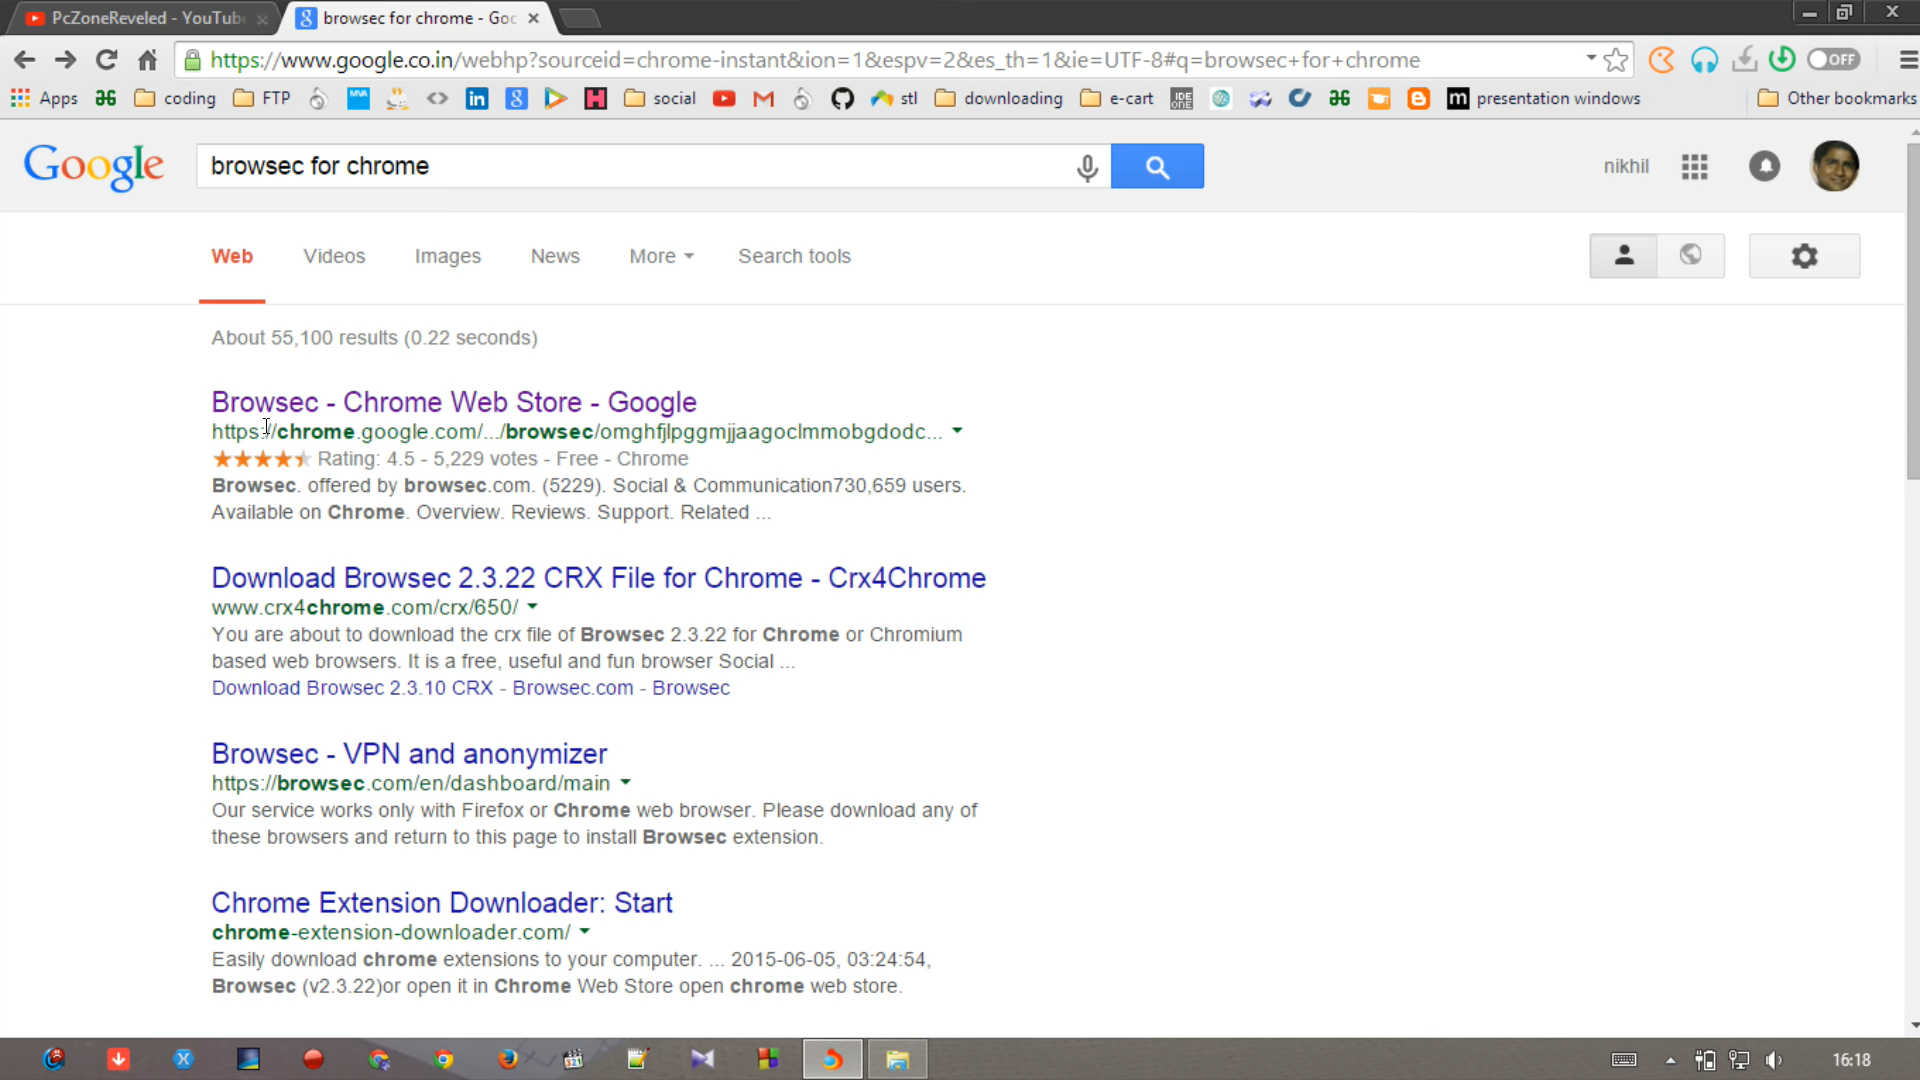 PcZoneReveled - YouTub
browsec for chrome - Goo
https://www.google.co.in/webhp?sourceid=chrome-instant&ion=1&espv=2&es_th=1&ie=UTF-8#q=browsec+for+chrome
OFF
Apps coding FTP MVA in social stl downloading e-cart IDE ONE m presentation windows Other bookmarks
Google browsec for chrome nikhil
Web Videos Images News More Search tools
About 55,100 results (0.22 seconds)
Browsec - Chrome Web Store - Google
https://chrome.google.com/.../browsec/omghfjlpggmjjaagoclmmobgdodc...
Rating: 4.5 - 5,229 votes - Free - Chrome
Browsec. offered by browsec.com. (5229). Social & Communication730,659 users.
Available on Chrome. Overview. Reviews. Support. Related ...
Download Browsec 2.3.22 CRX File for Chrome - Crx4Chrome
www.crx4chrome.com/crx/650/
You are about to download the crx file of Browsec 2.3.22 for Chrome or Chromium
based web browsers. It is a free, useful and fun browser Social ...
Download Browsec 2.3.10 CRX - Browsec.com - Browsec
Browsec - VPN and anonymizer
https://browsec.com/en/dashboard/main
Our service works only with Firefox or Chrome web browser. Please download any of
these browsers and return to this page to install Browsec extension.
Chrome Extension Downloader: Start
chrome-extension-downloader.com/
Easily download chrome extensions to your computer. ... 2015-06-05, 03:24:54,
Browsec (v2.3.22)or open it in Chrome Web Store open chrome web store.
16:18